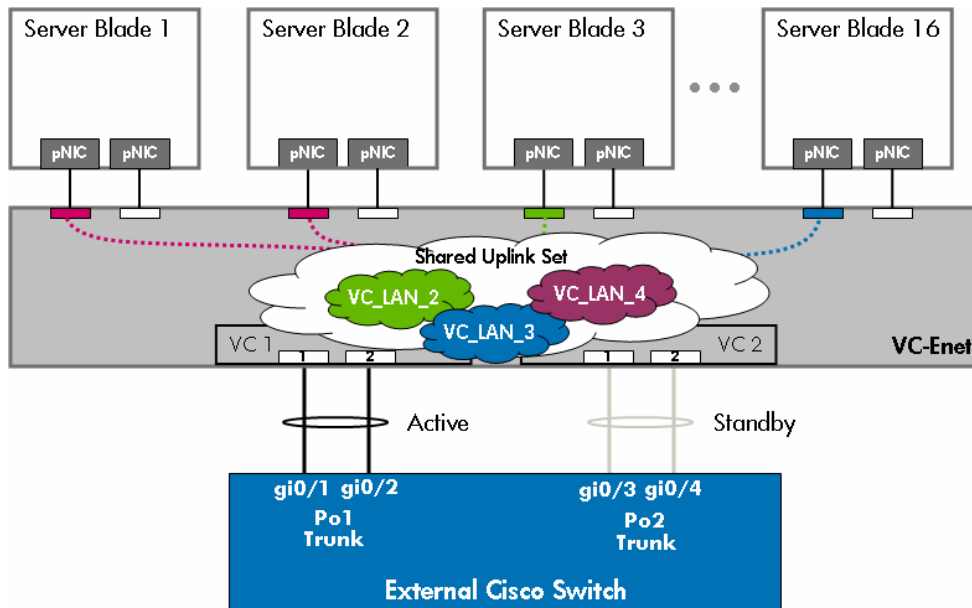 Server Blade 1 Server Blade 2 Server Blade 3 Server Blade 16
pNIC pNIC pNIC pNIC pNIC pNIC pNIC pNIC
Shared Uplink Set
VC_LAN_2 VC_LAN_4
VC_LAN_3
VC 1 VC 2 VC-Enet
1 2 1 2
Active Standby
gi0/1 gi0/2 gi0/3 gi0/4
Po1 Po2
Trunk Trunk
External Cisco Switch